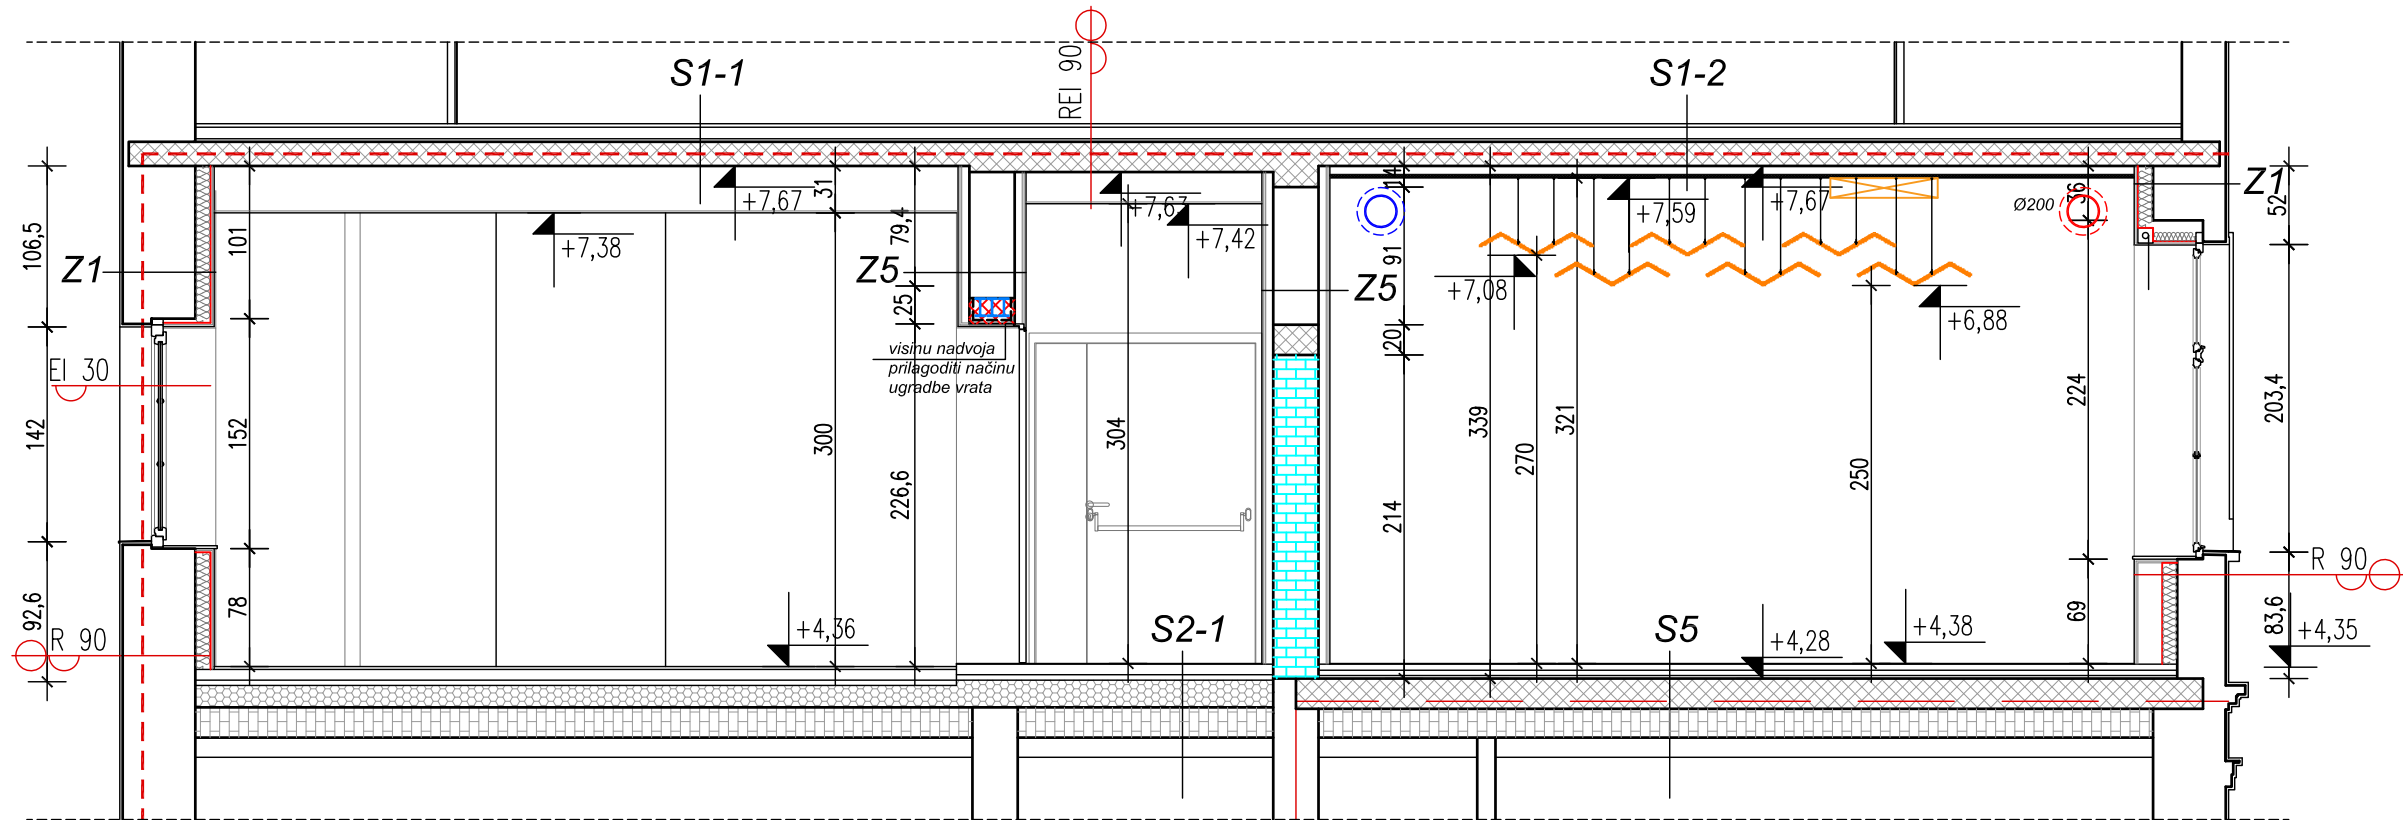 S1-1
REI 90
S1-2
Z1
Z5
Z5
Z1
106,5
142
92,6
EI 30
R 90
101
152
78
+7,38
+7,67
31
300
79,4
25
226,6
visinu nadvoja
prilagoditi načinu
ugradbe vrata
+4,36
+7,63
+7,42
304
S2-1
14
91
20
214
339
270
321
+7,08
+7,59
+7,67
+6,88
250
Ø200
36
224
69
S5
+4,28
+4,38
52
203,4
83,6
R 90
+4,35